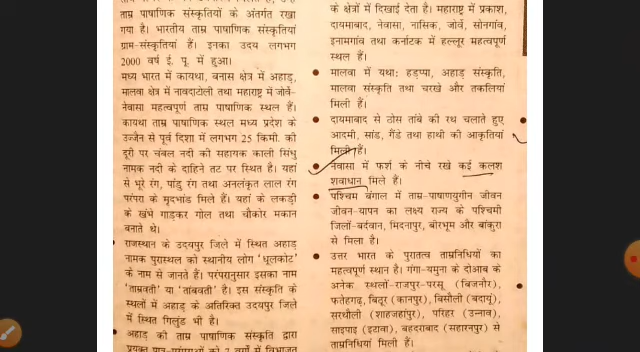 ताम्र पाषाणिक संस्कृतियों के अंतर्गत रखा
गया है। भारतीय ताम्र पाषाणिक संस्कृतियां
ग्राम-संस्कृतियां हैं। इनका उदय लगभग
2000 वर्ष ई. पू. में हुआ।
मध्य भारत में कायथा, बनास क्षेत्र में अहाड़,
मालवा क्षेत्र में नावदाटोली तथा महाराष्ट्र में जोर्वे-
नेवासा महत्वपूर्ण ताम्र पाषाणिक स्थल हैं।
कायथा ताम्र पाषाणिक स्थल मध्य प्रदेश के
उज्जैन से पूर्व दिशा में लगभग 25 किमी. की
दूरी पर चंबल नदी की सहायक काली सिंधु
नामक नदी के दाहिने तट पर स्थित है। यहां
से भूरे रंग, पांडु रंग तथा अनलंकृत लाल रंग
परंपरा के मृदभांड मिले हैं। यहां के लकड़ी
के खंभे गाड़कर गोल तथा चौकोर मकान
बनाते थे।
राजस्थान के उदयपुर जिले में स्थित अहाड़
नामक पुरास्थल को स्थानीय लोग 'धूलकोट'
के नाम से जानते हैं। परंपरानुसार इसका नाम
'ताम्रवती' या 'तांबवती' है। इस संस्कृति के
स्थलों में अहाड़ के अतिरिक्त उदयपुर जिले
में स्थित गिलुंड भी है।
अहाड़ की ताम्र पाषाणिक संस्कृति द्वारा
के क्षेत्रों में दिखाई देता है। महाराष्ट्र में प्रकाश,
दायमाबाद, नेवासा, नासिक, जोर्वे, सोनगांव,
इनामगांव तथा कर्नाटक में हल्लूर महत्वपूर्ण
स्थल हैं।
• मालवा में यथा: हड़प्पा, अहाड़ संस्कृति,
मालवा संस्कृति तथा चरखे और तकलियां
मिली हैं।
• दायमाबाद से ठोस तांबे की रथ चलाते हुए
आदमी, सांड, गैंडे तथा हाथी की आकृतियां
मिली हैं।
• नेवासा में फर्श के नीचे रखे कई कलश
शवाधान मिले हैं।
• पश्चिम बंगाल में ताम्र-पाषाणयुगीन जीवन
जीवन-यापन का लक्ष्य राज्य के पश्चिमी
जिलों-बर्दवान, मिदनापुर, बीरभूम और बांकुरा
से मिला है।
• उत्तर भारत के पुरातत्व ताम्रनिधियों का
महत्वपूर्ण स्थान है। गंगा-यमुना के दोआब के
अनेक स्थलों-राजपुर-परसू (बिजनौर),
फतेहगढ़, बिठूर (कानपुर), बिसौली (बदायूं),
सरथौली (शाहजहांपुर), परिहर (उन्नाव),
साइपाइ (इटावा), बहदराबाद (सहारनपुर) से
ताम्रनिधियां मिली हैं।